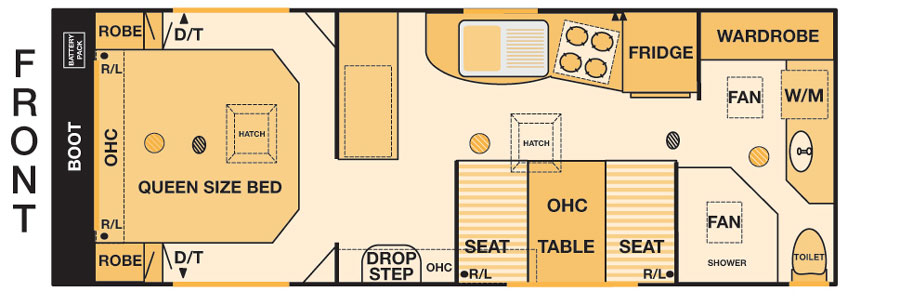 FRONT
BATTERY
PACK
BOOT
ROBE
D/T
R/L
OHC
HATCH
QUEEN SIZE BED
R/L
ROBE
D/T
DROP
STEP
OHC
HATCH
FRIDGE
WARDROBE
FAN
W/M
SEAT
R/L
OHC
TABLE
SEAT
R/L
FAN
SHOWER
TOILET